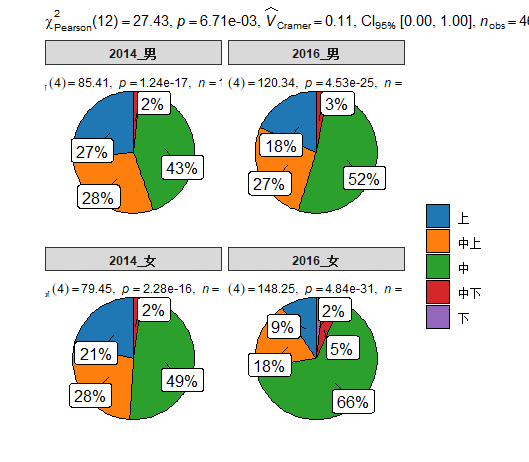 χ²Pearson(12) = 27.43, p = 6.71e-03, V̂Cramer = 0.11, CI95% [0.00, 1.00], nobs = 
2014_男 2016_男
(4) = 85.41, p = 1.24e-17, n = (4) = 120.34, p = 4.53e-25, n =
2% 3%
27% 43% 18% 52%
28% 27%
2014_女 2016_女
(4) = 79.45, p = 2.28e-16, n = (4) = 148.25, p = 4.84e-31, n =
2% 2%
21% 49% 9% 5%
28% 18% 66%
上
中上
中
中下
下